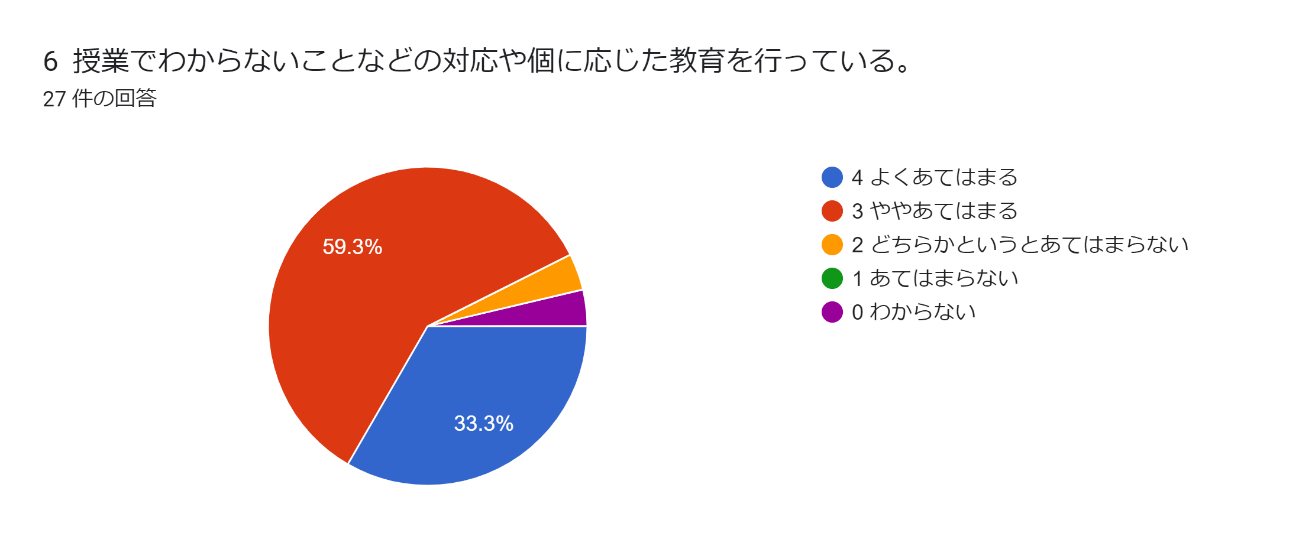 6 授業でわからないことなどの対応や個に応じた教育を行っている。
27 件の回答
59.3%
33.3%
4 よくあてはまる
3 ややあてはまる
2 どちらかというとあてはまらない
1 あてはまらない
0 わからない